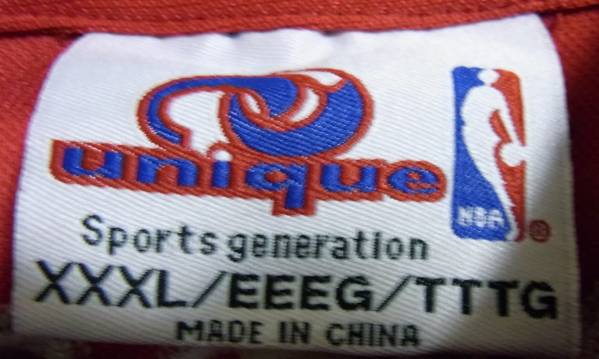 unique
NBA ®
Sports generation
XXXL/EEEG/TTTG
MADE IN CHINA